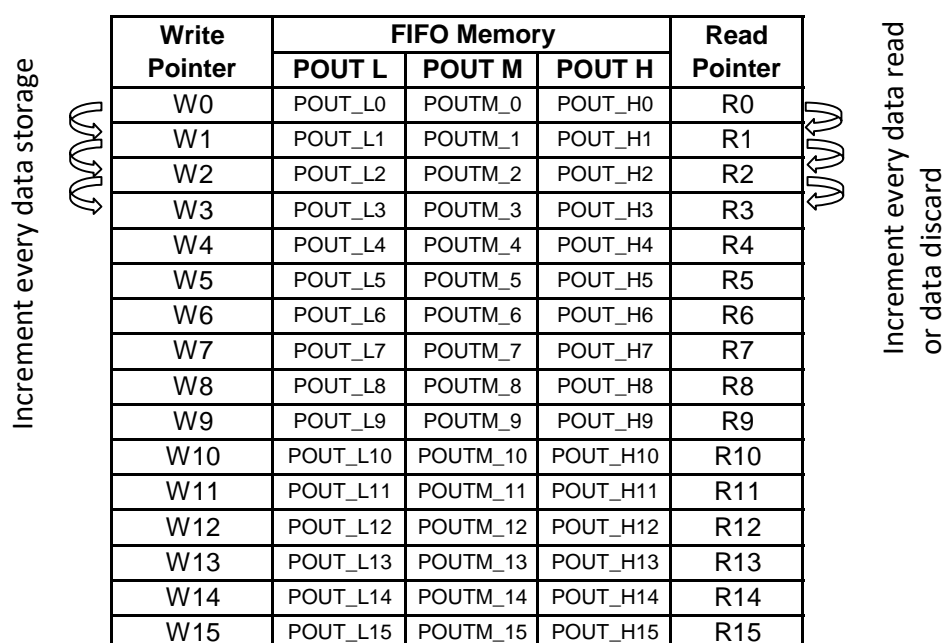 Increment every data storage
Write Pointer FIFO Memory Read Pointer
POUT L POUT M POUT H
W0 POUT_L0 POUTM_0 POUT_H0 R0
W1 POUT_L1 POUTM_1 POUT_H1 R1
W2 POUT_L2 POUTM_2 POUT_H2 R2
W3 POUT_L3 POUTM_3 POUT_H3 R3
W4 POUT_L4 POUTM_4 POUT_H4 R4
W5 POUT_L5 POUTM_5 POUT_H5 R5
W6 POUT_L6 POUTM_6 POUT_H6 R6
W7 POUT_L7 POUTM_7 POUT_H7 R7
W8 POUT_L8 POUTM_8 POUT_H8 R8
W9 POUT_L9 POUTM_9 POUT_H9 R9
W10 POUT_L10 POUTM_10 POUT_H10 R10
W11 POUT_L11 POUTM_11 POUT_H11 R11
W12 POUT_L12 POUTM_12 POUT_H12 R12
W13 POUT_L13 POUTM_13 POUT_H13 R13
W14 POUT_L14 POUTM_14 POUT_H14 R14
W15 POUT_L15 POUTM_15 POUT_H15 R15
Increment every data read
or data discard